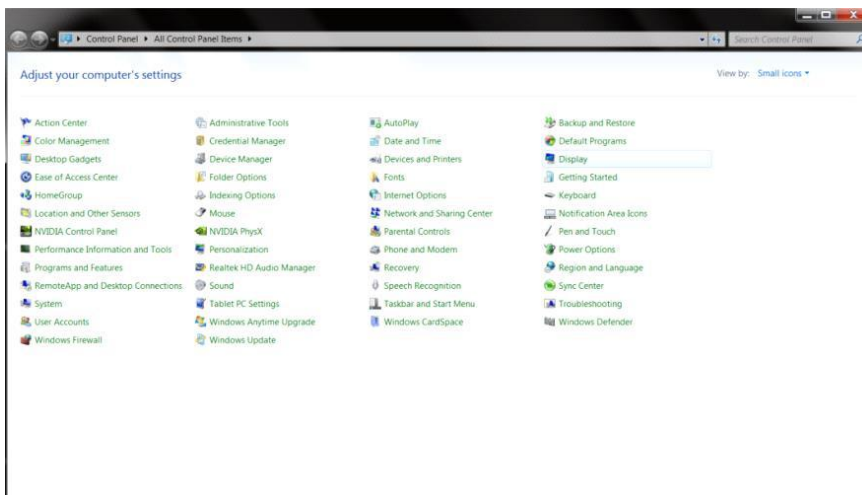 Control Panel ▸ All Control Panel Items ▸ Search Control Panel
Adjust your computer's settings View by: Small icons
Action Center Administrative Tools AutoPlay Backup and Restore
Color Management Credential Manager Date and Time Default Programs
Desktop Gadgets Device Manager Devices and Printers Display
Ease of Access Center Folder Options Fonts Getting Started
HomeGroup Indexing Options Internet Options Keyboard
Location and Other Sensors Mouse Network and Sharing Center Notification Area Icons
NVIDIA Control Panel NVIDIA PhysX Parental Controls Pen and Touch
Performance Information and Tools Personalization Phone and Modem Power Options
Programs and Features Realtek HD Audio Manager Recovery Region and Language
RemoteApp and Desktop Connections Sound Speech Recognition Sync Center
System Tablet PC Settings Taskbar and Start Menu Troubleshooting
User Accounts Windows Anytime Upgrade Windows CardSpace Windows Defender
Windows Firewall Windows Update